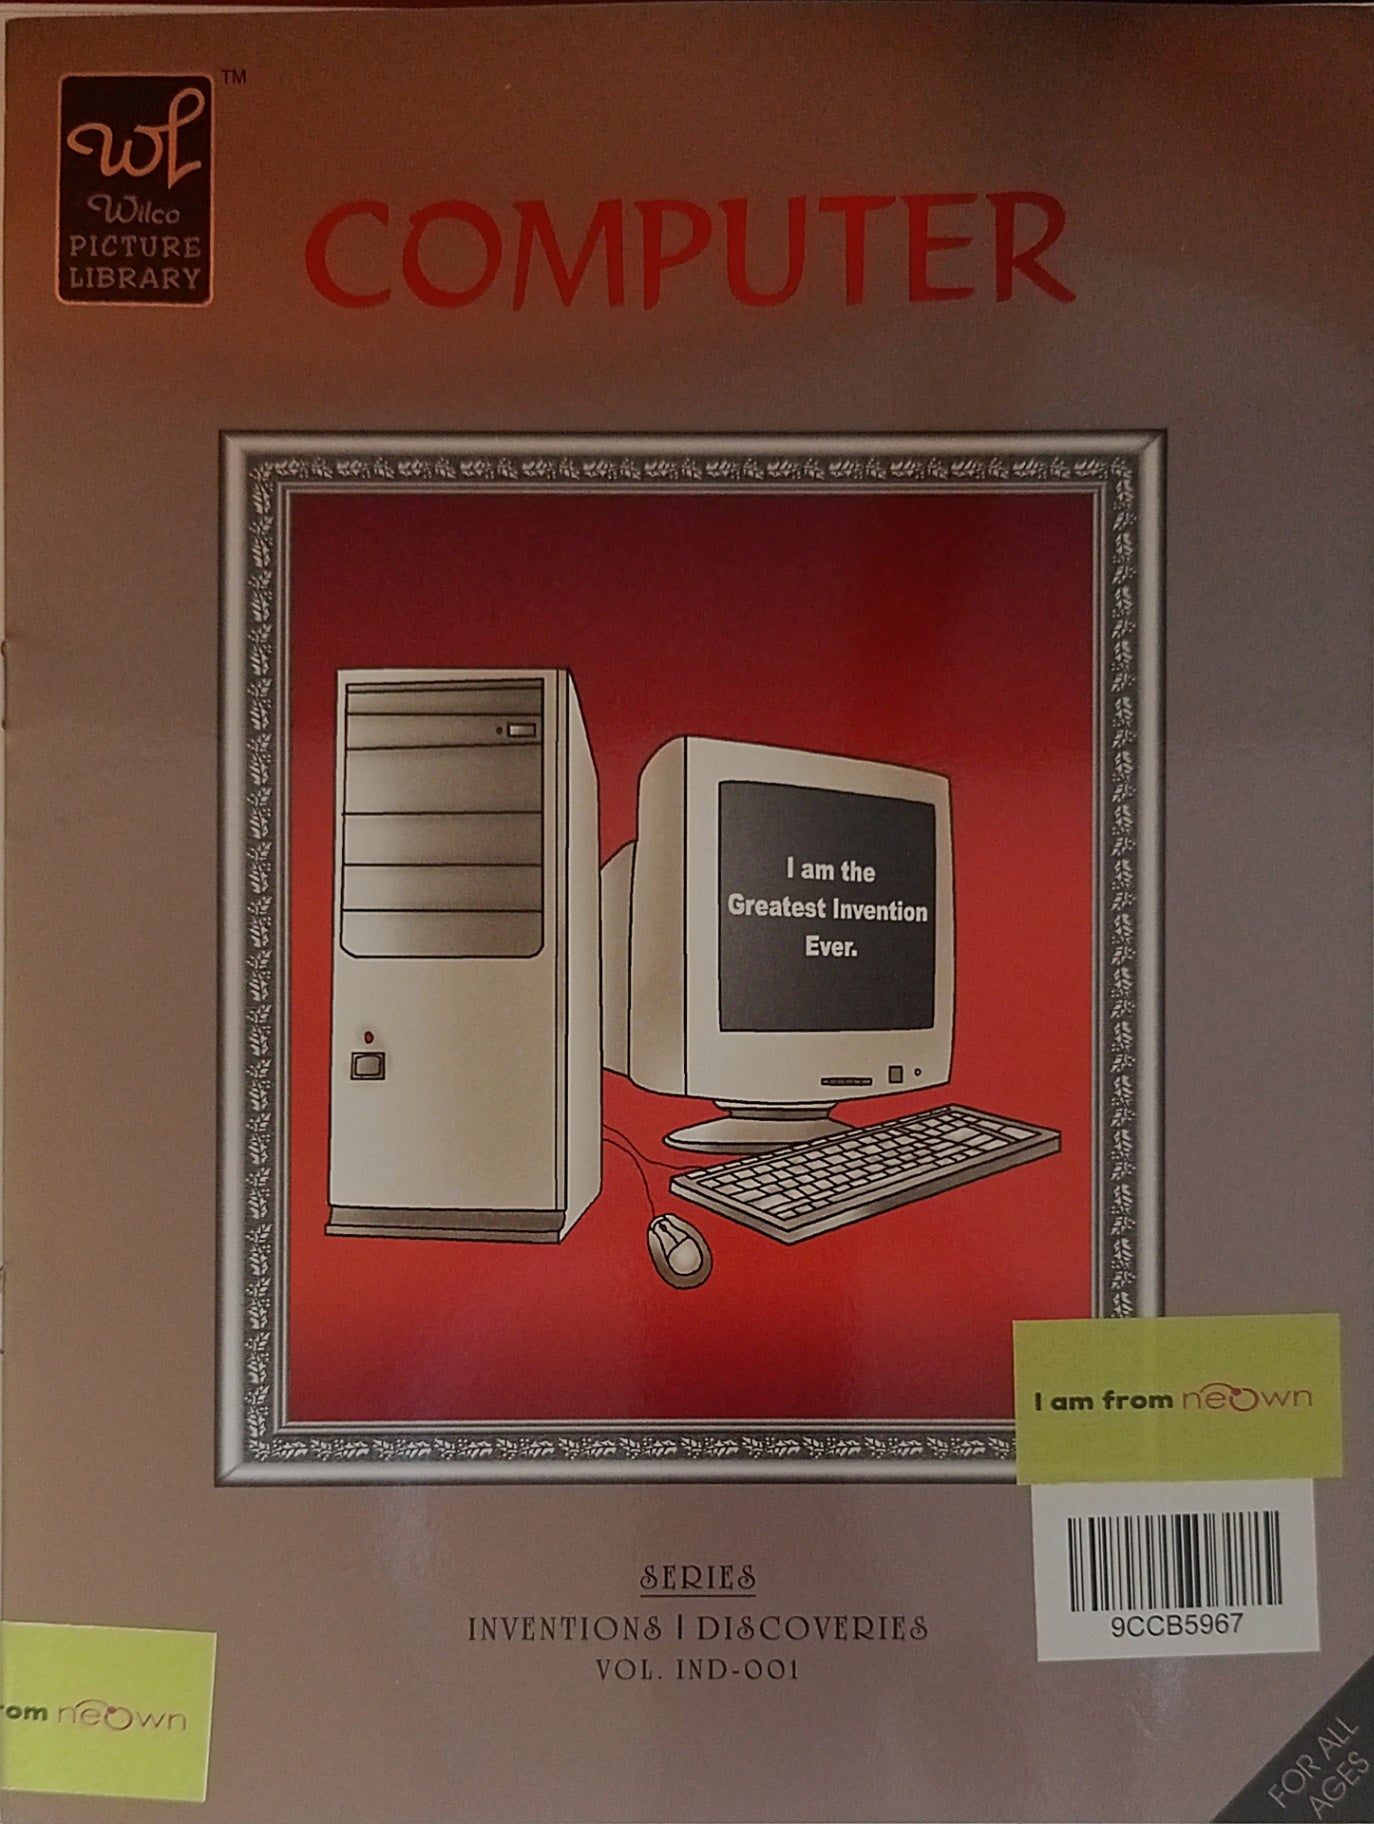 WL
TM
Wilco
PICTURE
LIBRARY
COMPUTER
I am the
Greatest Invention
Ever.
I am from neOwn
9CCB5967
SERIES
INVENTIONS | DISCOVERIES
VOL. IND-001
om neOwn
FOR ALL
AGES